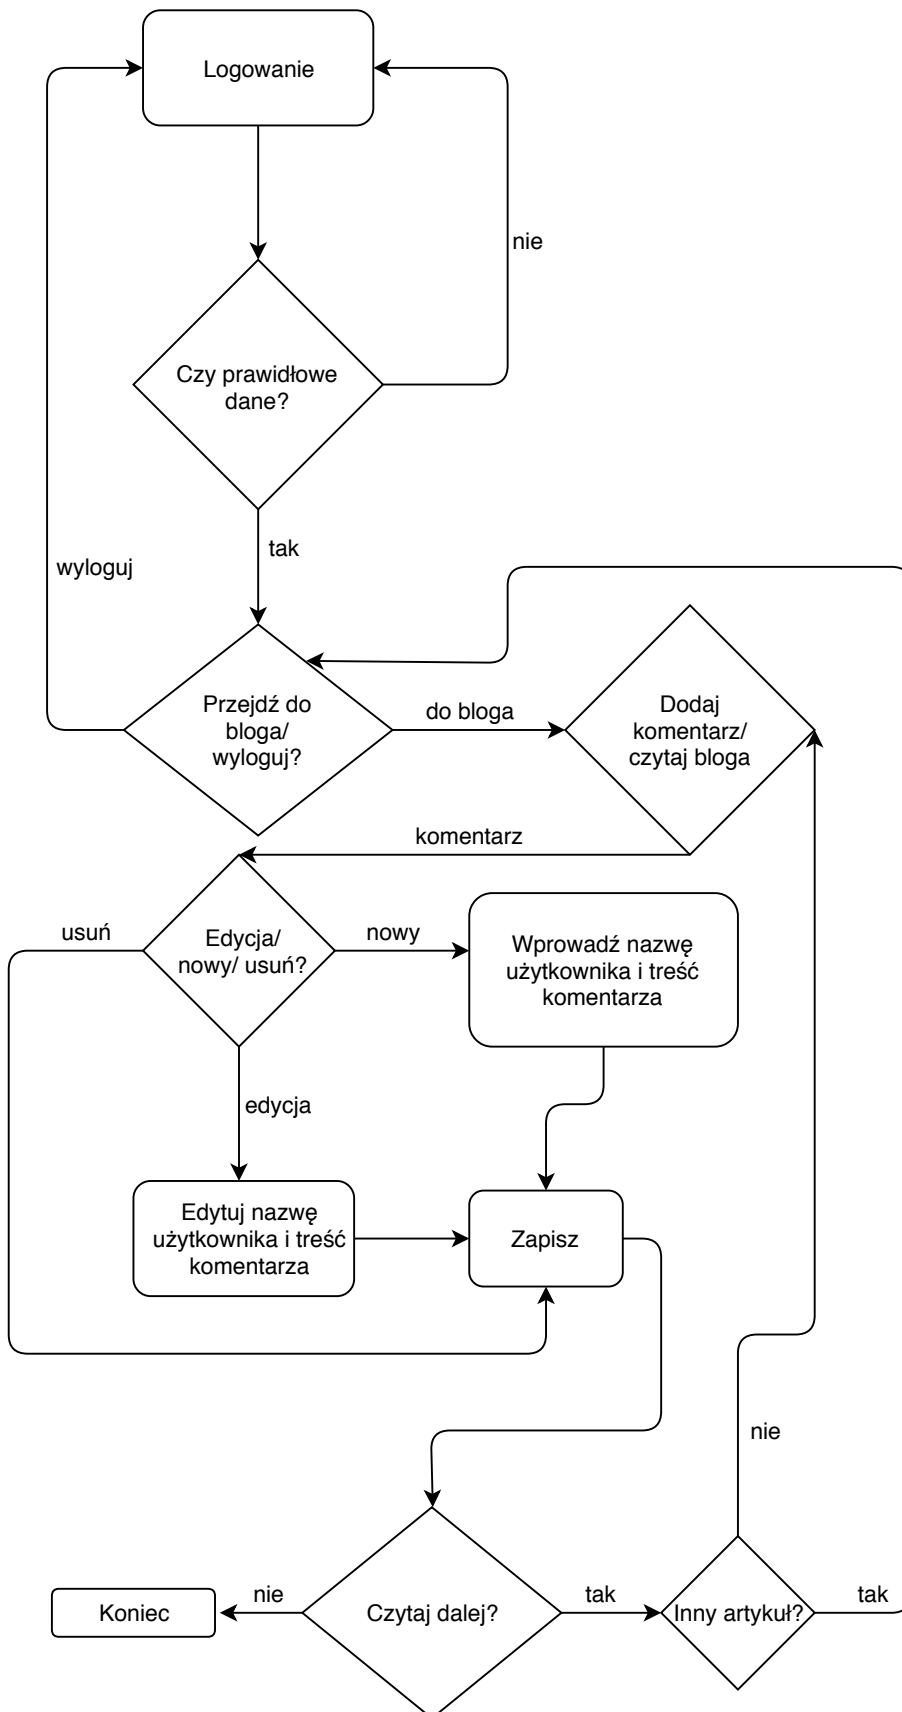 Logowanie
nie
Czy prawidłowe
dane?
tak
wyloguj
Przejdź do
bloga/
wyloguj?
do bloga
Dodaj
komentarz/
czytaj bloga
komentarz
usuń
Edycja/
nowy/ usuń?
nowy
Wprowadź nazwę
użytkownika i treść
komentarza
edycja
Edytuj nazwę
użytkownika i treść
komentarza
Zapisz
nie
Koniec
nie
Czytaj dalej?
tak
Inny artykuł?
tak